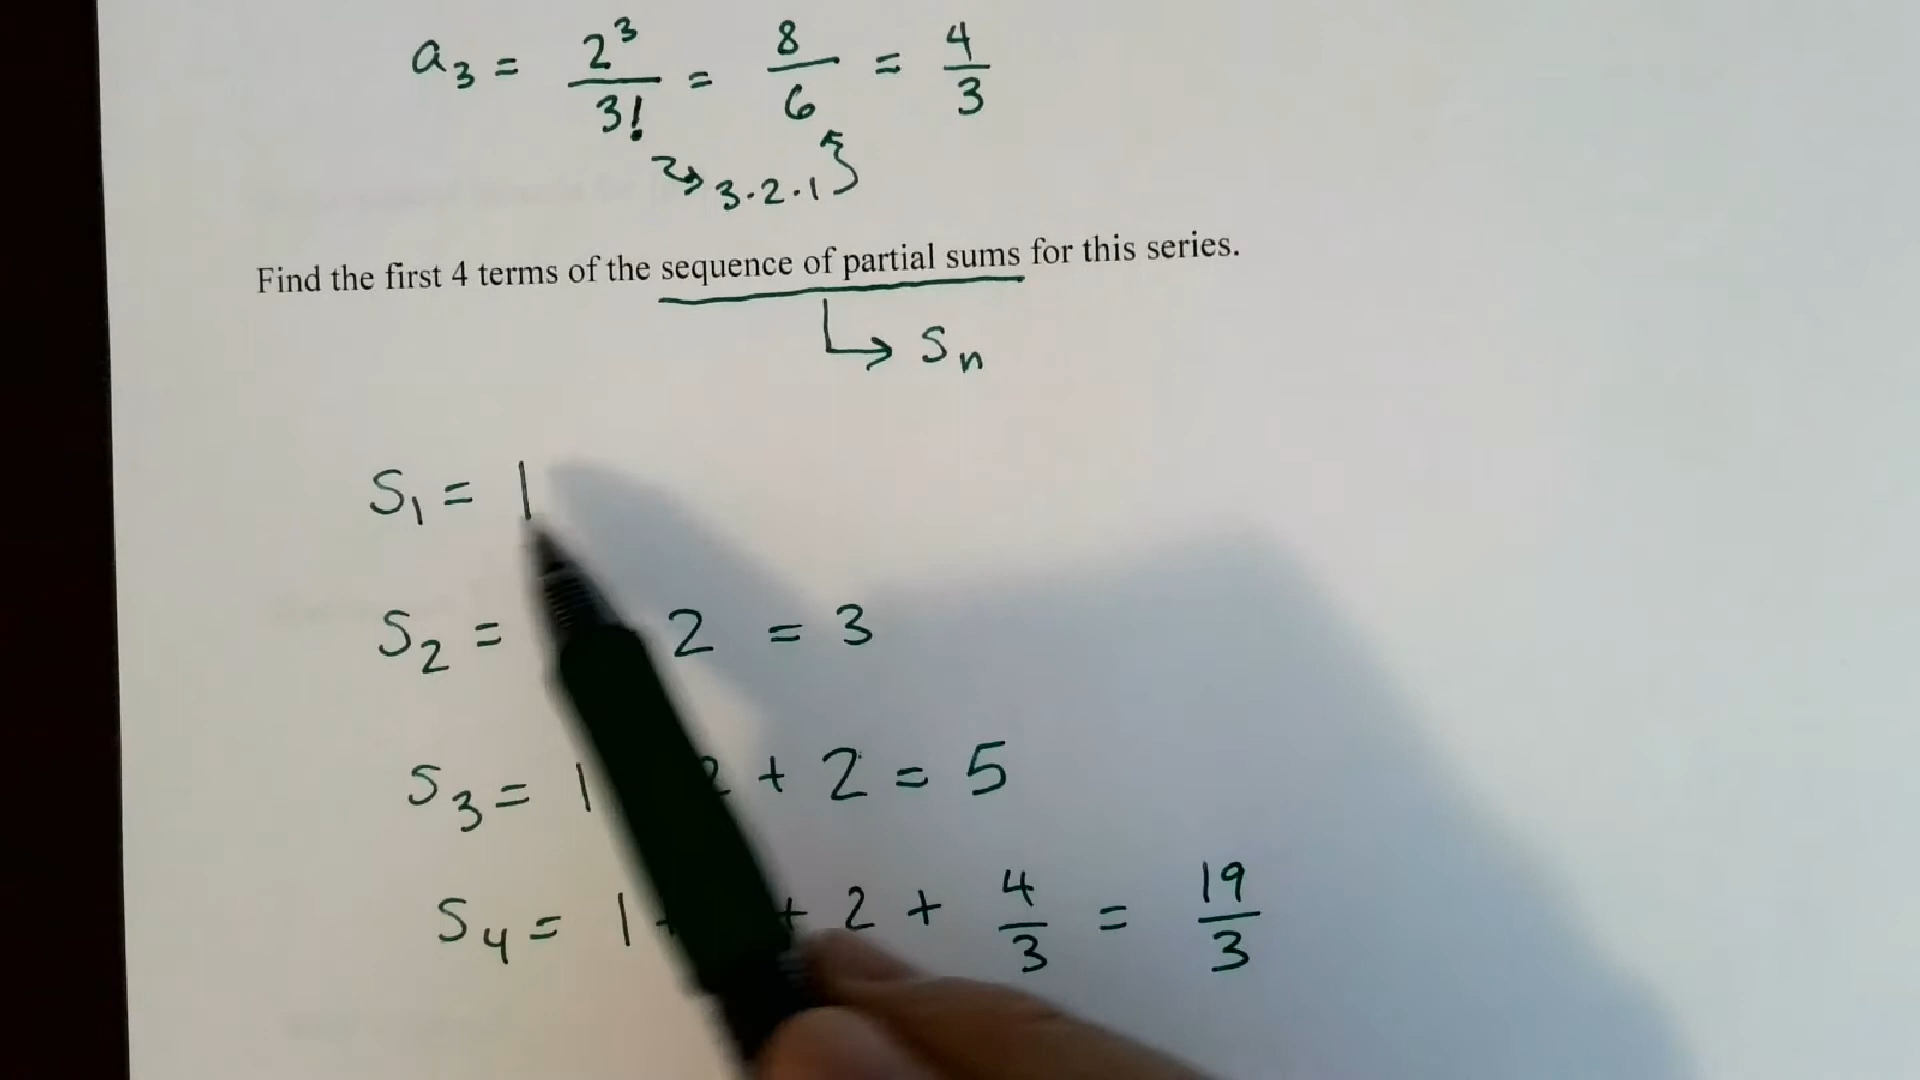 a₃ = 2³/3! = 8/6 = 4/3
3·2·1
Find the first 4 terms of the sequence of partial sums for this series.
Sₙ
S₁ = 1
S₂ = 2 = 3
S₃ = 1 2 + 2 = 5
S₄ = 1 + + 2 + 4/3 = 19/3